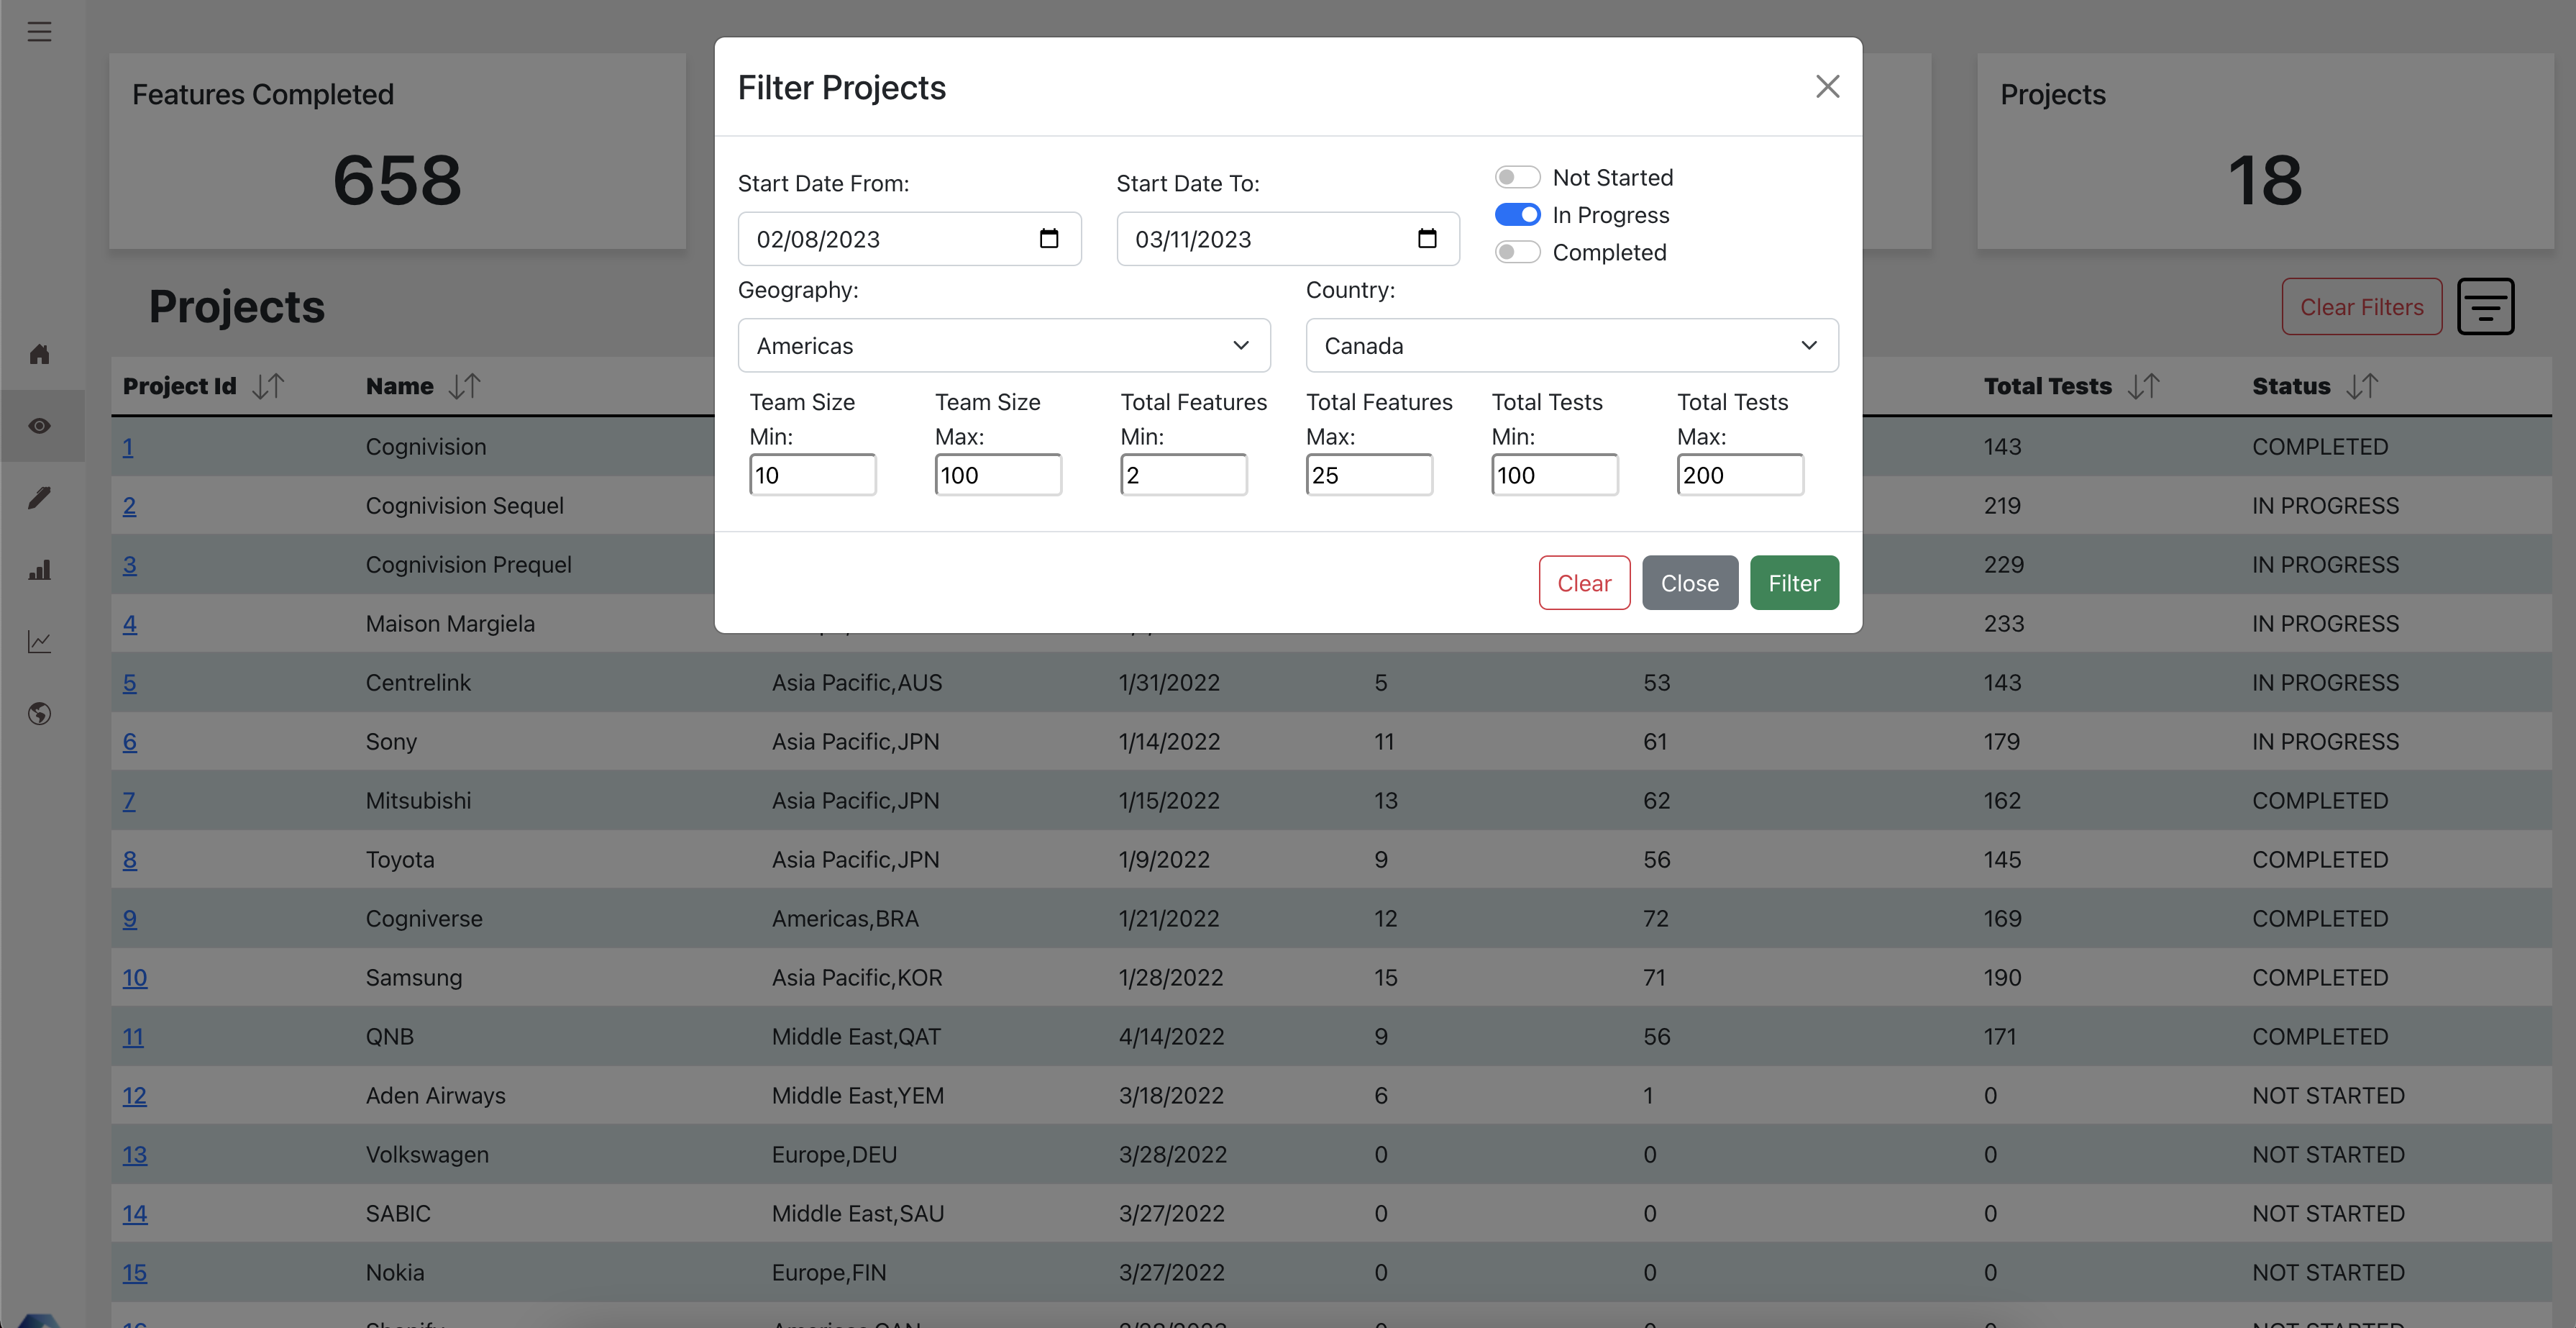 Features Completed
658
Projects
18
Filter Projects
Start Date From:
02/08/2023
Start Date To:
03/11/2023
Not Started
In Progress
Completed
Geography:
Americas
Country:
Canada
Team Size Min:
10
Team Size Max:
100
Total Features Min:
2
Total Features Max:
25
Total Tests Min:
100
Total Tests Max:
200
Clear Close Filter
Projects
Clear Filters
Project Id Name Total Tests Status
1 Cognivision 143 COMPLETED
2 Cognivision Sequel 219 IN PROGRESS
3 Cognivision Prequel 229 IN PROGRESS
4 Maison Margiela 233 IN PROGRESS
5 Centrelink Asia Pacific,AUS 1/31/2022 5 53 143 IN PROGRESS
6 Sony Asia Pacific,JPN 1/14/2022 11 61 179 IN PROGRESS
7 Mitsubishi Asia Pacific,JPN 1/15/2022 13 62 162 COMPLETED
8 Toyota Asia Pacific,JPN 1/9/2022 9 56 145 COMPLETED
9 Cogniverse Americas,BRA 1/21/2022 12 72 169 COMPLETED
10 Samsung Asia Pacific,KOR 1/28/2022 15 71 190 COMPLETED
11 QNB Middle East,QAT 4/14/2022 9 56 171 COMPLETED
12 Aden Airways Middle East,YEM 3/18/2022 6 1 0 NOT STARTED
13 Volkswagen Europe,DEU 3/28/2022 0 0 0 NOT STARTED
14 SABIC Middle East,SAU 3/27/2022 0 0 0 NOT STARTED
15 Nokia Europe,FIN 3/27/2022 0 0 0 NOT STARTED